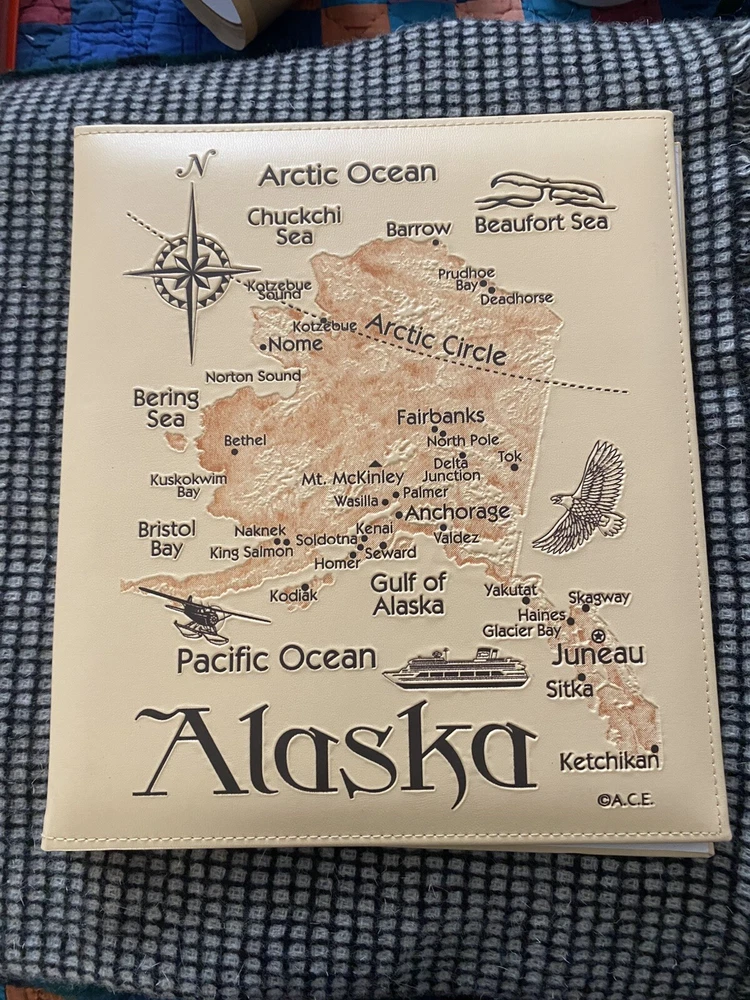 N
Arctic Ocean
Chuckchi
Sea
Beaufort Sea
Barrow
Prudhoe
Bay
Deadhorse
Kotzebue
Sound
Kotzebue
Arctic Circle
Nome
Norton Sound
Bering
Sea
Fairbanks
North Pole
Bethel
Delta
Junction
Tok
Mt. McKinley
Kuskokwim
Bay
Wasilla
Palmer
Anchorage
Bristol
Bay
Naknek
King Salmon
Soldotna
Kenai
Seward
Valdez
Homer
Kodiak
Gulf of
Alaska
Yakutat
Skagway
Haines
Glacier Bay
Juneau
Pacific Ocean
Sitka
Alaska
Ketchikan
©A.C.E.